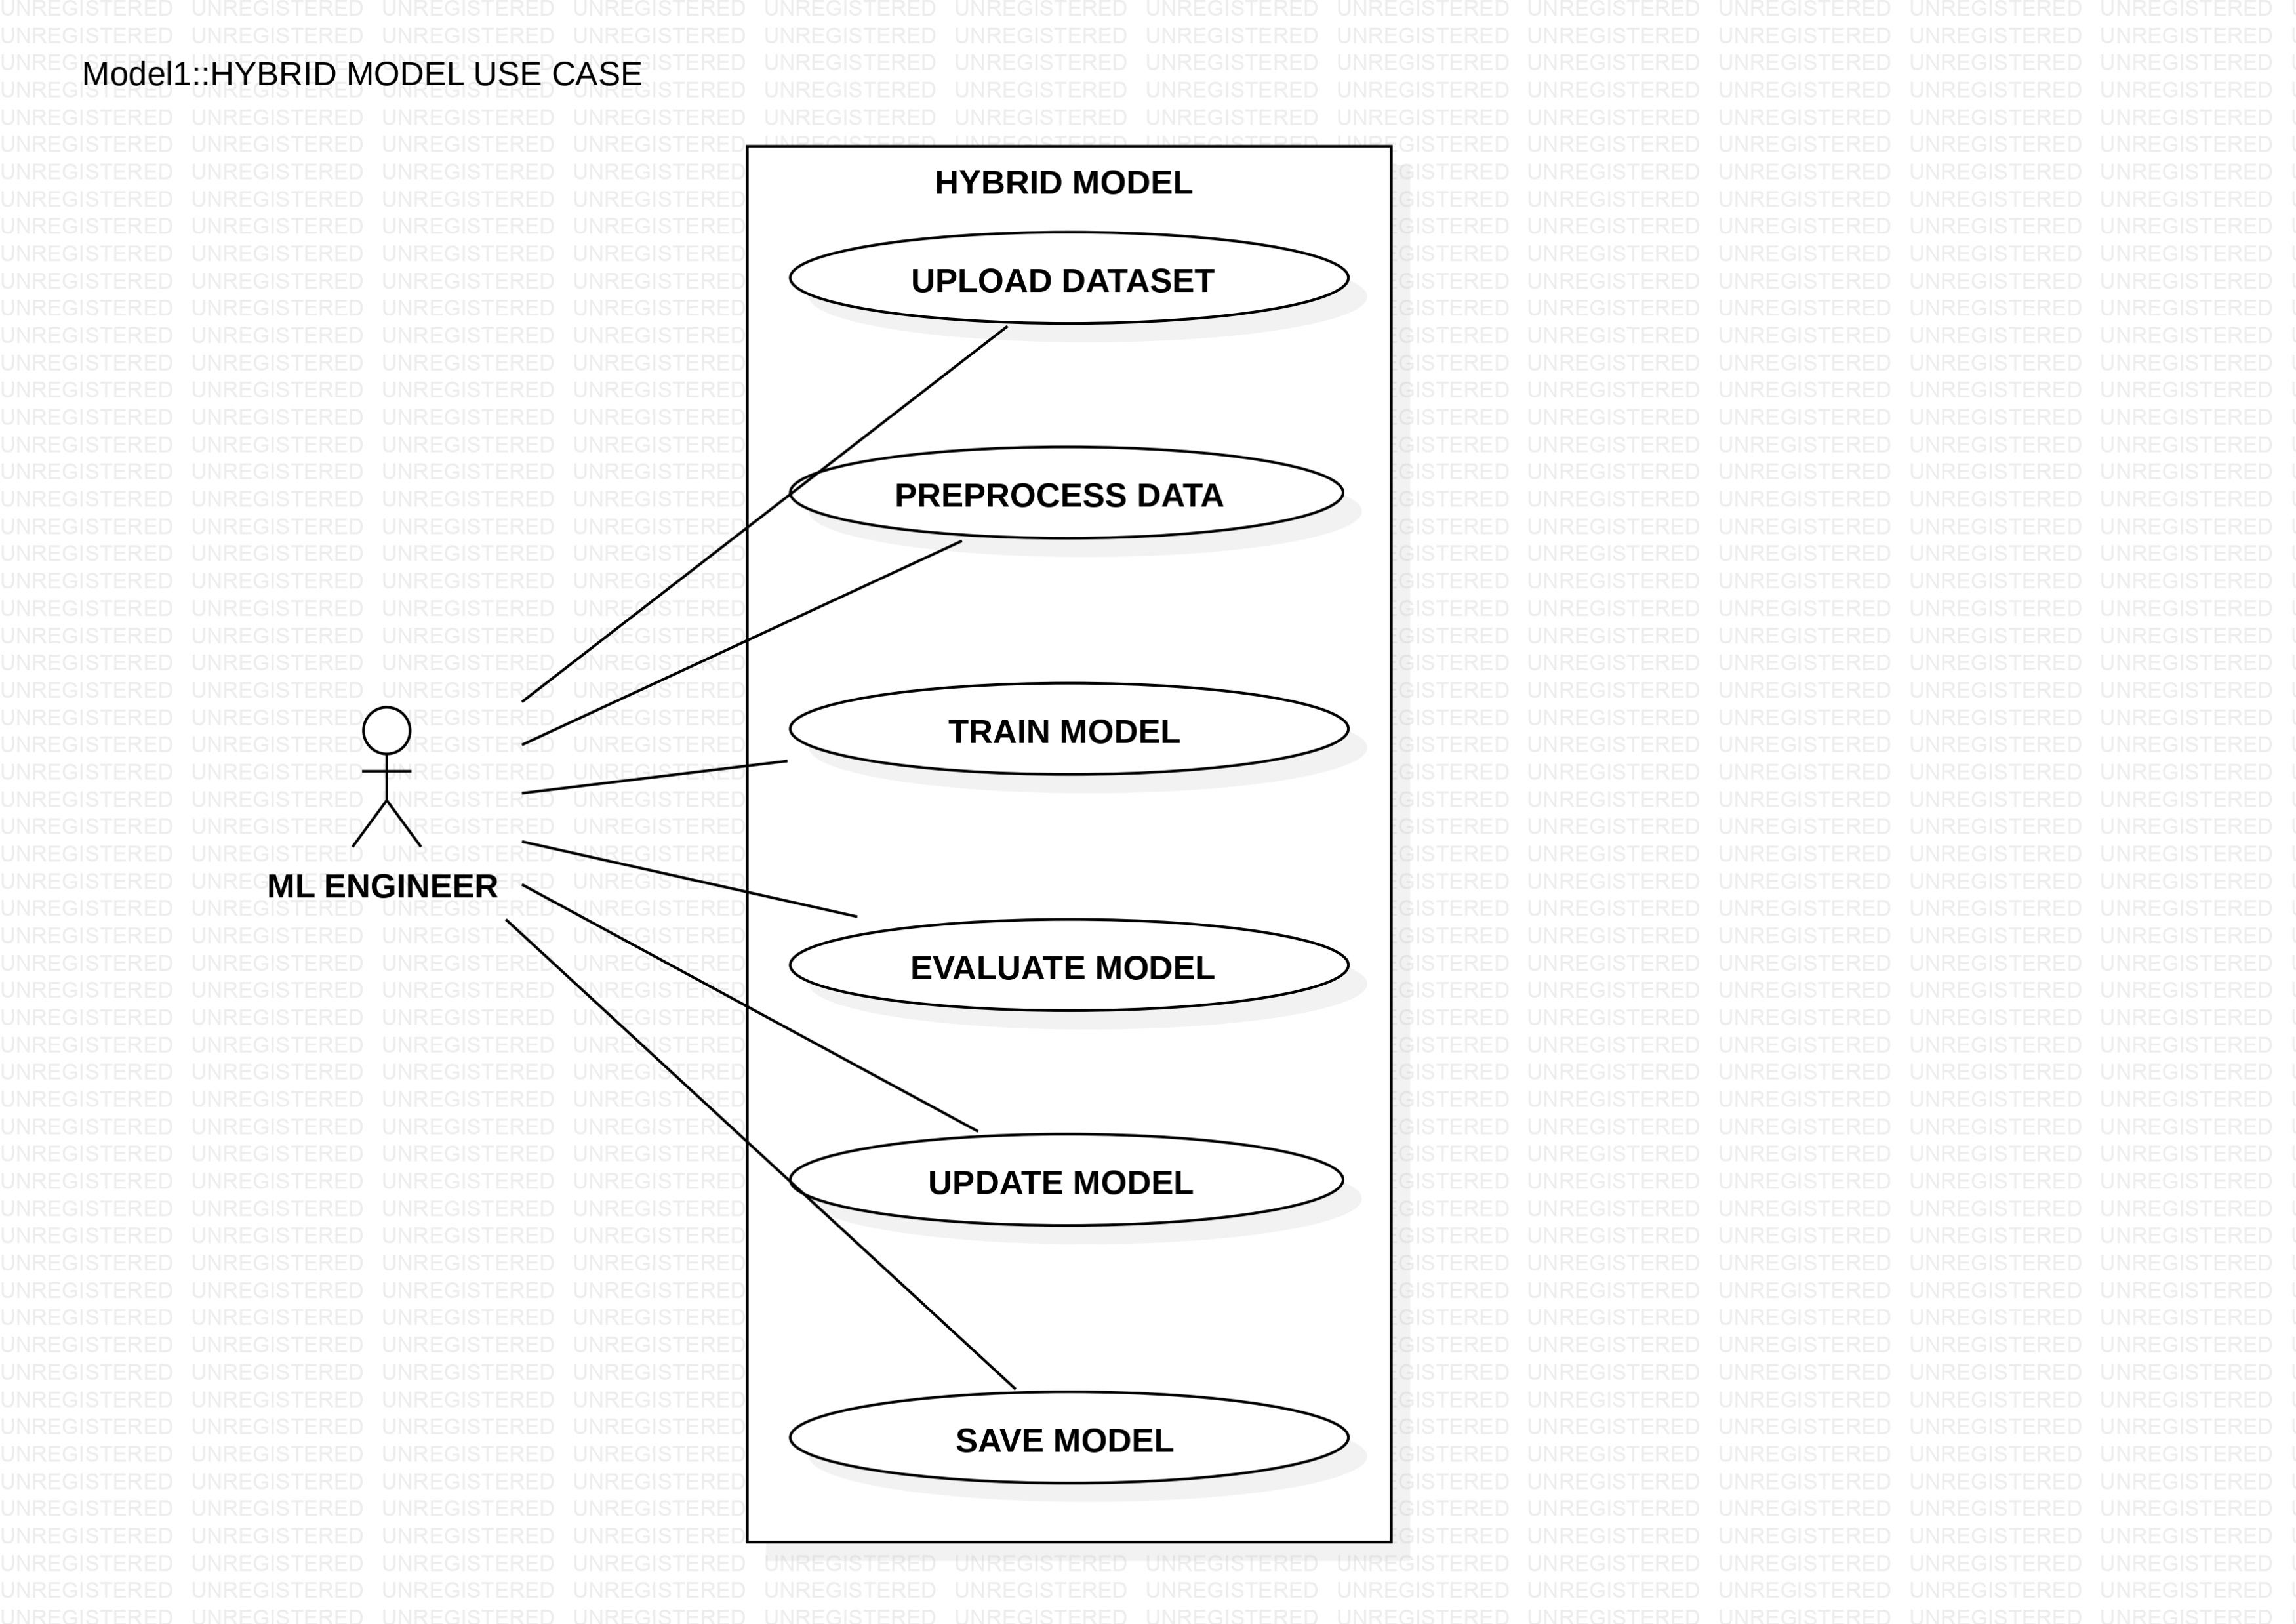 Model1::HYBRID MODEL USE CASE
HYBRID MODEL
UPLOAD DATASET
PREPROCESS DATA
TRAIN MODEL
ML ENGINEER
EVALUATE MODEL
UPDATE MODEL
SAVE MODEL
UNREGISTERED